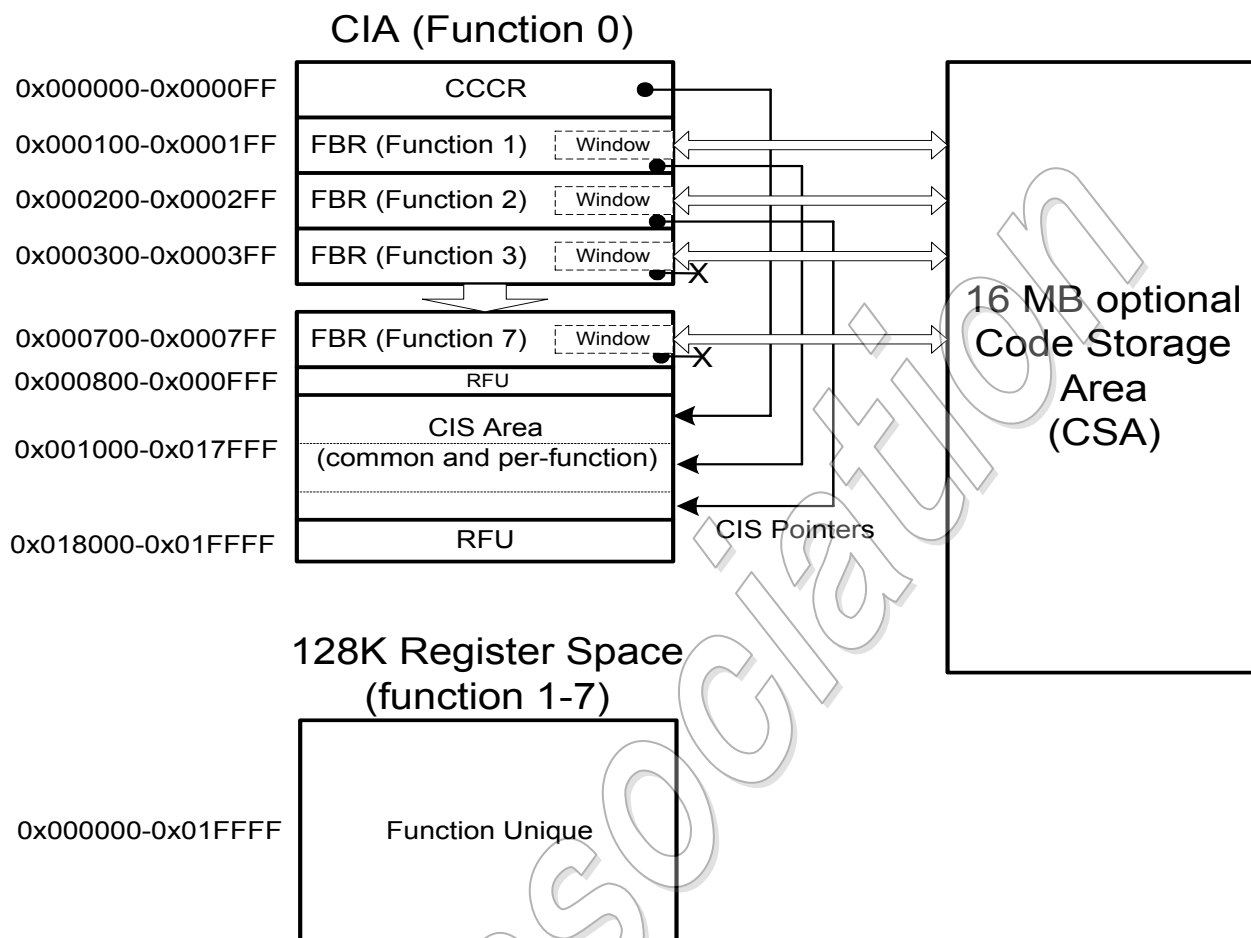 CIA (Function 0)
0x000000-0x0000FF
CCCR
0x000100-0x0001FF
FBR (Function 1)
Window
0x000200-0x0002FF
FBR (Function 2)
Window
0x000300-0x0003FF
FBR (Function 3)
Window
X
16 MB optional
Code Storage
Area
(CSA)
0x000700-0x0007FF
FBR (Function 7)
Window
X
0x000800-0x000FFF
RFU
0x001000-0x017FFF
CIS Area
(common and per-function)
CIS Pointers
0x018000-0x01FFFF
RFU
128K Register Space
(function 1-7)
0x000000-0x01FFFF
Function Unique
ssociation